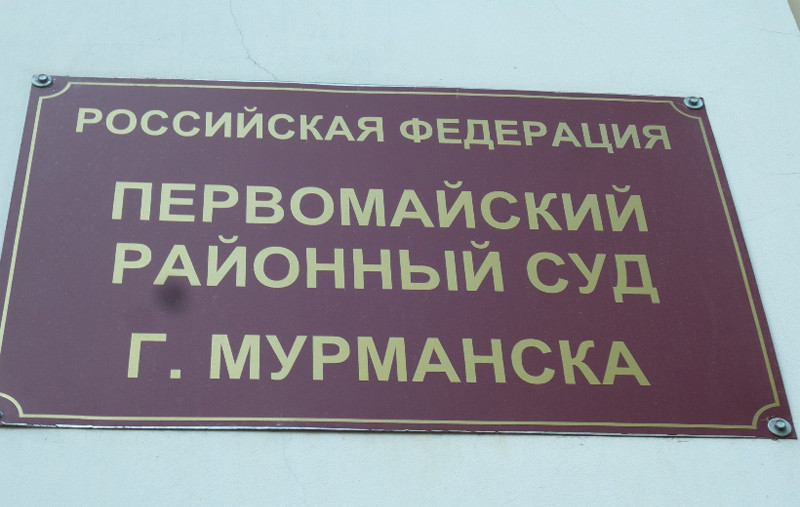 РОССИЙСКАЯ ФЕДЕРАЦИЯ
ПЕРВОМАЙСКИЙ
РАЙОННЫЙ СУД
Г. МУРМАНСКА